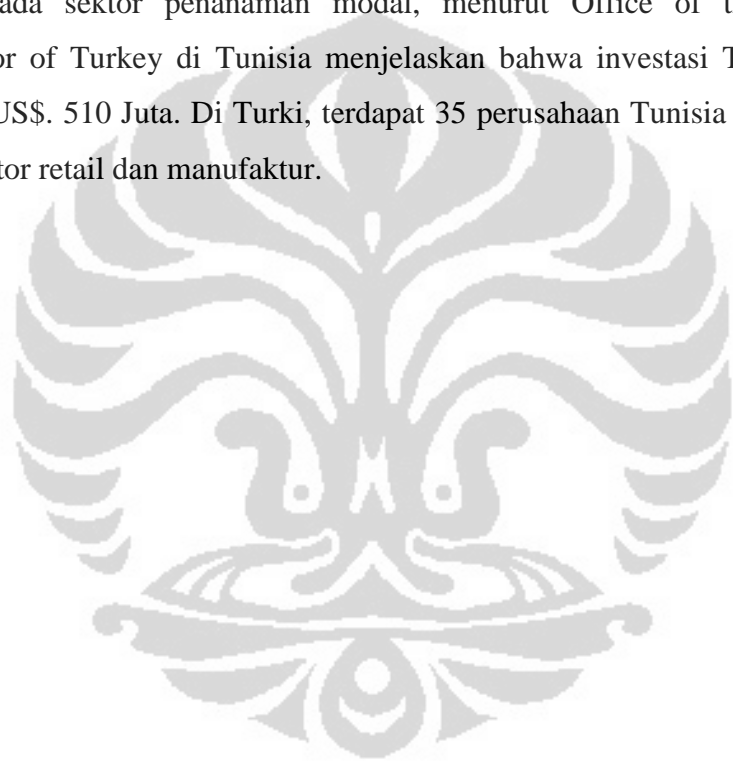 ada sektor penanaman modal, menurut Office of t
or of Turkey di Tunisia menjelaskan bahwa investasi T
US$. 510 Juta. Di Turki, terdapat 35 perusahaan Tunisia
tor retail dan manufaktur.